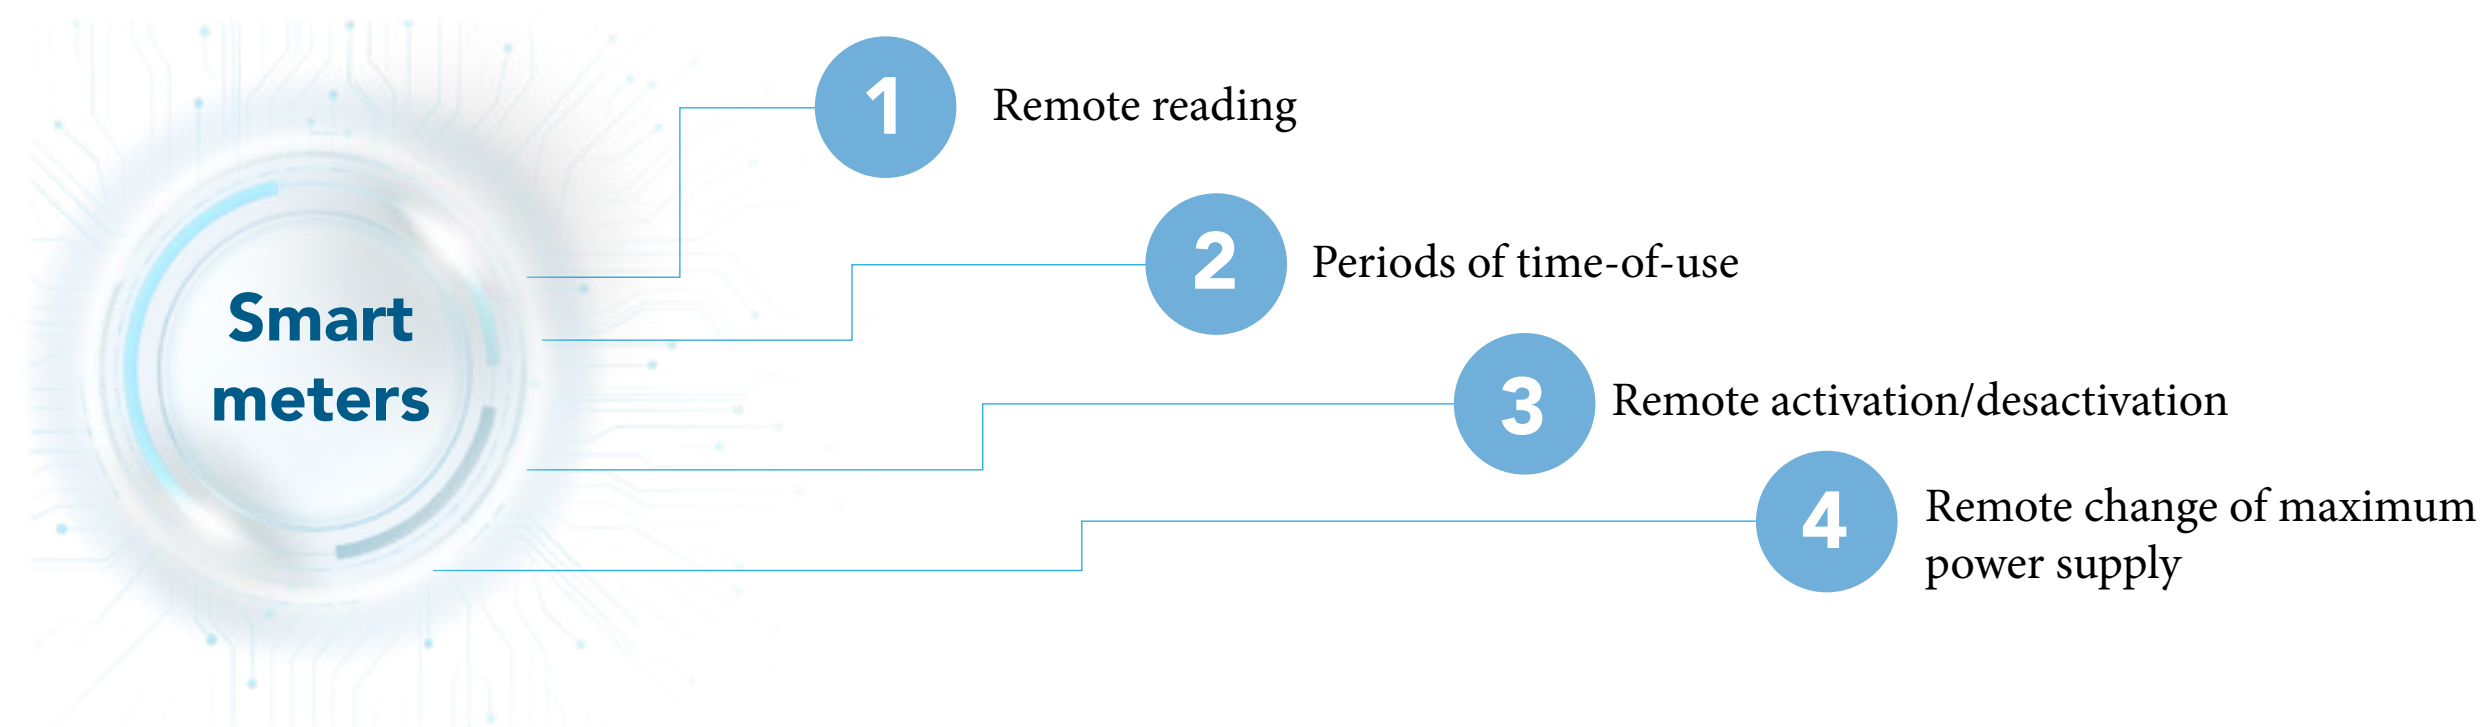 Smart
meters
1
Remote reading
2
Periods of time-of-use
3
Remote activation/desactivation
4
Remote change of maximum
power supply